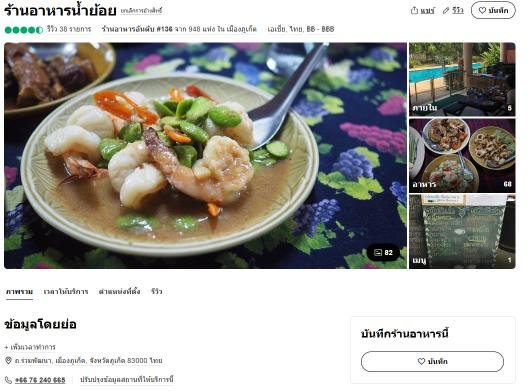 ร้านอาหารน้ำย้อย ยกเลิกการอ้างสิทธิ์
แชร์ รีวิว บันทึก
รีวิว 38 รายการ ร้านอาหารอันดับ #136 จาก 948 แห่ง ใน เมืองภูเก็ต เอเชีย, ไทย, ฿฿ - ฿฿฿
ภายใน 5
อาหาร 68
82
เมนู 1
ภาพรวม เวลาให้บริการ ตำแหน่งที่ตั้ง รีวิว
ข้อมูลโดยย่อ
+ เพิ่มเวลาทำการ
ถ.ร่วมพัฒนา, เมืองภูเก็ต, จังหวัดภูเก็ต 83000 ไทย
+66 76 240 665 ปรับปรุงข้อมูลสถานที่ให้บริการนี้
บันทึกร้านอาหารนี้
บันทึก